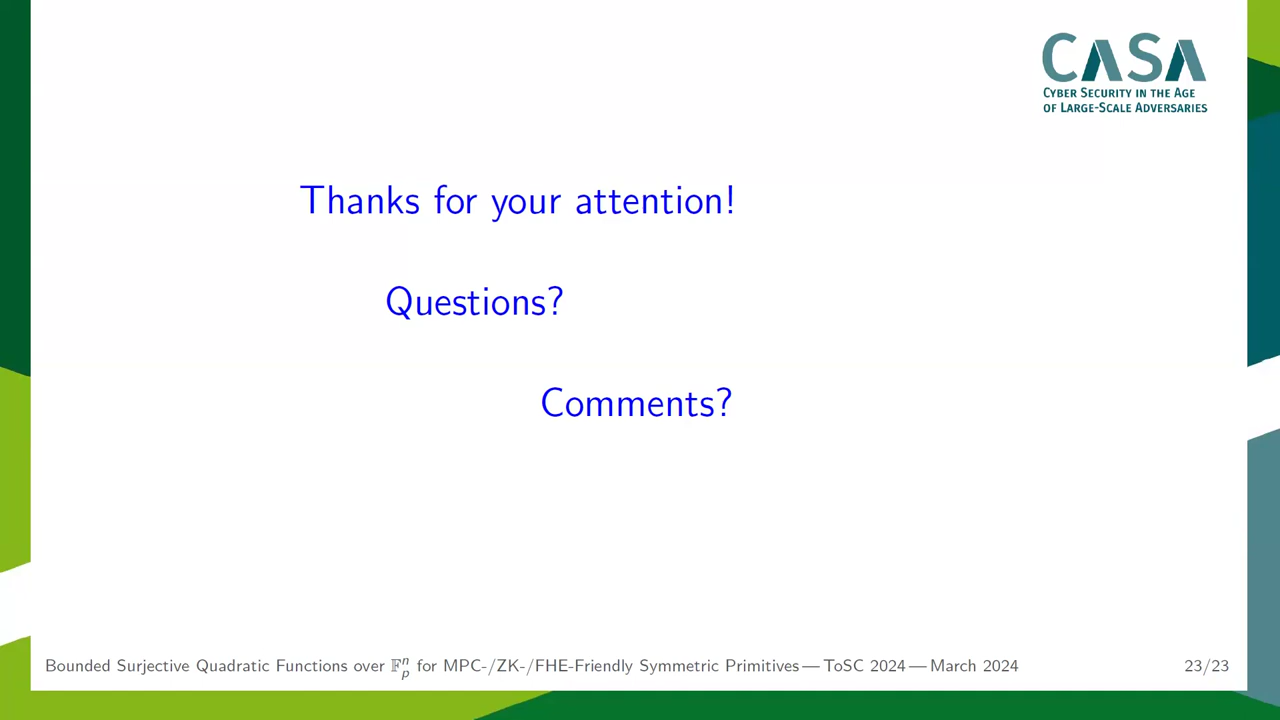 CASA
CYBER SECURITY IN THE AGE
OF LARGE-SCALE ADVERSARIES
Thanks for your attention!
Questions?
Comments?
Bounded Surjective Quadratic Functions over 𝔽ₚⁿ for MPC-/ZK-/FHE-Friendly Symmetric Primitives — ToSC 2024 — March 2024 23/23